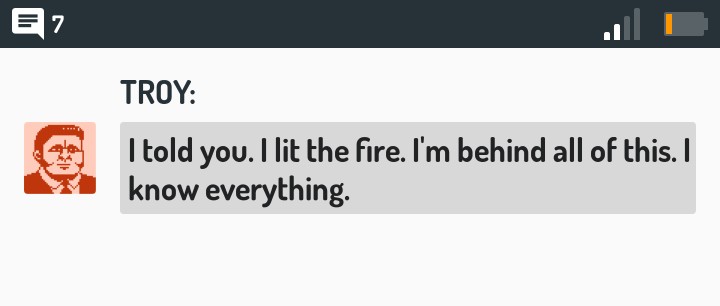 7
TROY:
I told you. I lit the fire. I'm behind all of this. I
know everything.